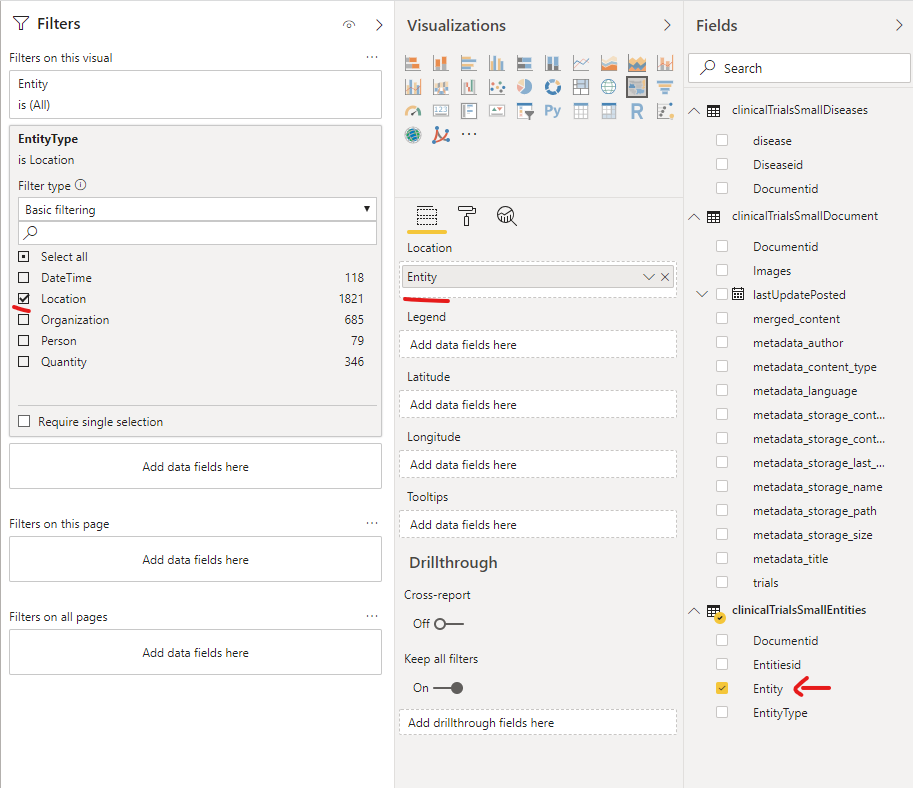 Filters
Filters on this visual
...
Entity
is (All)
EntityType
is Location
Filter type
Basic filtering
Select all
DateTime 118
Location 1821
Organization 685
Person 79
Quantity 346
Require single selection
Add data fields here
Filters on this page
...
Add data fields here
Filters on all pages
...
Add data fields here
Visualizations
123
Py
R
...
Location
Entity
Legend
Add data fields here
Latitude
Add data fields here
Longitude
Add data fields here
Tooltips
Add data fields here
Drillthrough
Cross-report
Off
Keep all filters
On
Add drillthrough fields here
Fields
Search
clinicalTrialsSmallDiseases
disease
Diseaseid
Documentid
clinicalTrialsSmallDocument
Documentid
Images
lastUpdatePosted
merged_content
metadata_author
metadata_content_type
metadata_language
metadata_storage_cont...
metadata_storage_cont...
metadata_storage_last_...
metadata_storage_name
metadata_storage_path
metadata_storage_size
metadata_title
trials
clinicalTrialsSmallEntities
Documentid
Entitiesid
Entity
EntityType